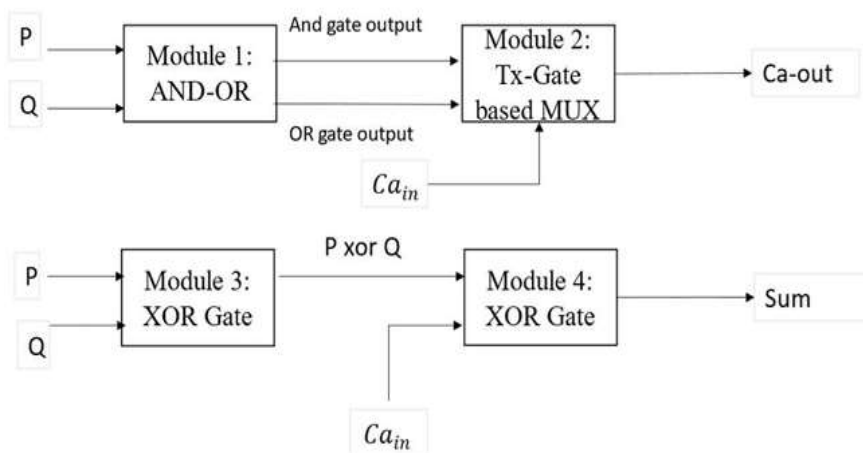 P
Q
Module 1:
AND-OR
And gate output
OR gate output
Module 2:
Tx-Gate
based MUX
Ca-out
Ca_in
P
Q
Module 3:
XOR Gate
P xor Q
Module 4:
XOR Gate
Sum
Ca_in